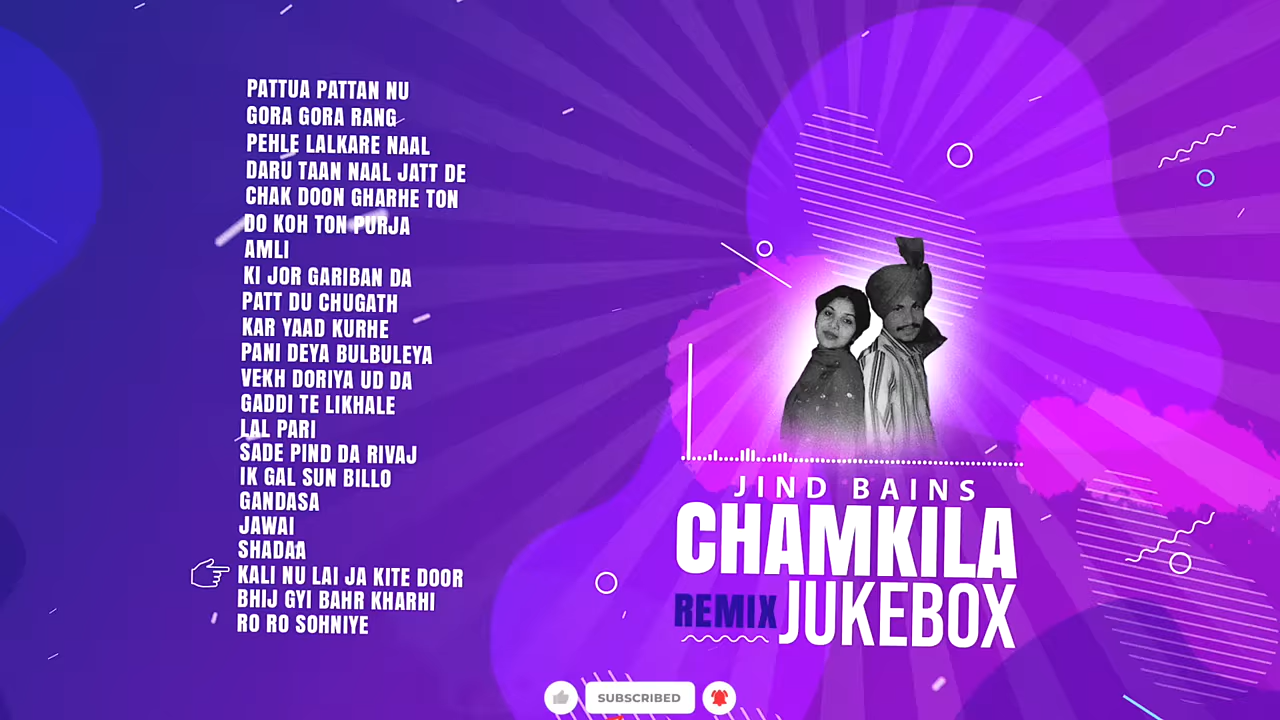 PATTUA PATTAN NU
GORA GORA RANG
PEHLE LALKARE NAAL
DARU TAAN NAAL JATT DE
CHAK DOON GHARHE TON
DO KOH TON PURJA
AMLI
KI JOR GARIBAN DA
PATT DU CHUGATH
KAR YAAD KURHE
PANI DEYA BULBULEYA
VEKH DORIYA UD DA
GADDI TE LIKHALE
LAL PARI
SADE PIND DA RIVAJ
IK GAL SUN BILLO
GANDASA
JAWAI
SHADAA
KALI NU LAI JA KITE DOOR
BHIJ GYI BAHR KHARHI
RO RO SOHNIYE
JIND BAINS
CHAMKILA
REMIX JUKEBOX
SUBSCRIBED